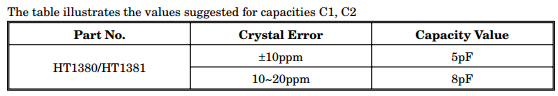 The table illustrates the values suggested for capacities C1, C2
Part No. Crystal Error Capacity Value
HT1380/HT1381
±10ppm 5pF
10~20ppm 8pF